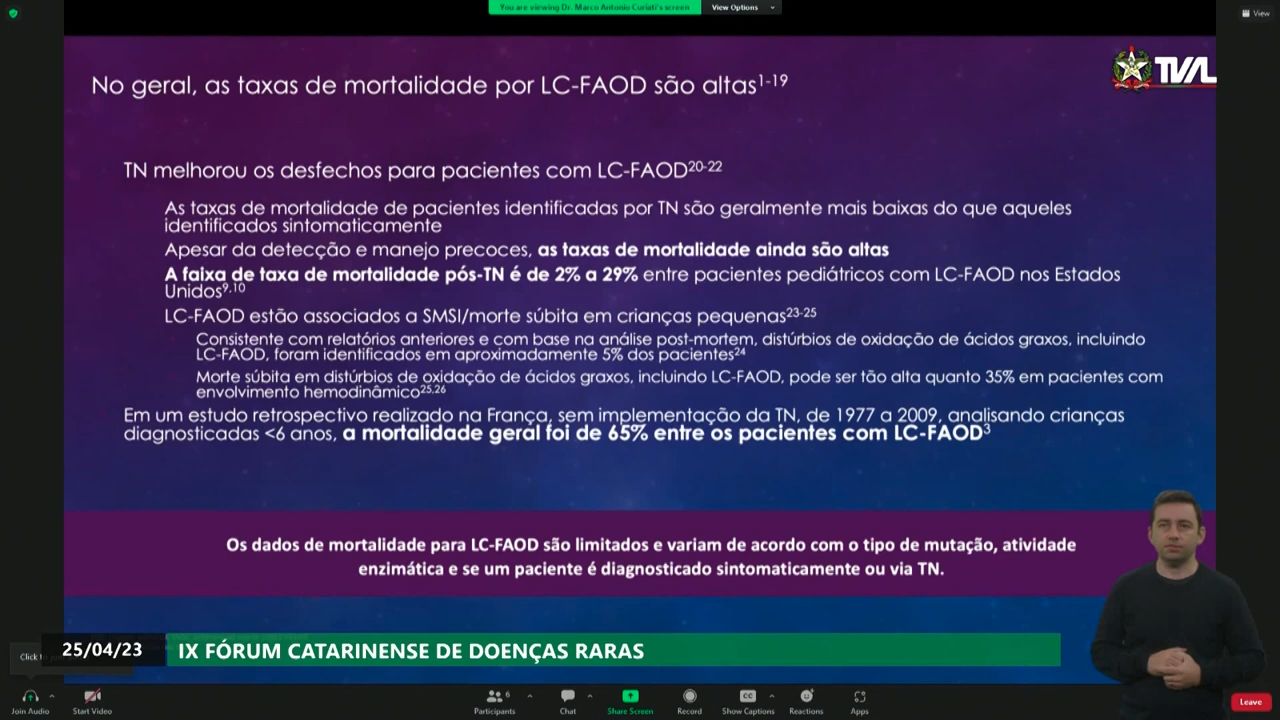 You are viewing Dr. Marco Antonio Curiati's screen
View Options
View
No geral, as taxas de mortalidade por LC-FAOD são altas1-19
TVAL
TN melhorou os desfechos para pacientes com LC-FAOD20-22
As taxas de mortalidade de pacientes identificadas por TN são geralmente mais baixas do que aqueles
identificados sintomaticamente
Apesar da detecção e manejo precoces, as taxas de mortalidade ainda são altas
A faixa de taxa de mortalidade pós-TN é de 2% a 29% entre pacientes pediátricos com LC-FAOD nos Estados
Unidos9,10
LC-FAOD estão associados a SMSI/morte súbita em crianças pequenas23-25
Consistente com relatórios anteriores e com base na análise post-mortem, distúrbios de oxidação de ácidos graxos, incluindo
LC-FAOD, foram identificados em aproximadamente 5% dos pacientes24
Morte súbita em distúrbios de oxidação de ácidos graxos, incluindo LC-FAOD, pode ser tão alta quanto 35% em pacientes com
envolvimento hemodinâmico25,26
Em um estudo retrospectivo realizado na França, sem implementação da TN, de 1977 a 2009, analisando crianças
diagnosticadas <6 anos, a mortalidade geral foi de 65% entre os pacientes com LC-FAOD3
Os dados de mortalidade para LC-FAOD são limitados e variam de acordo com o tipo de mutação, atividade
enzimática e se um paciente é diagnosticado sintomaticamente ou via TN.
25/04/23
IX FÓRUM CATARINENSE DE DOENÇAS RARAS
Click
Join Audio
Start Video
Participants
6
Chat
Share Screen
Record
CC
Show Captions
Reactions
Apps
Leave